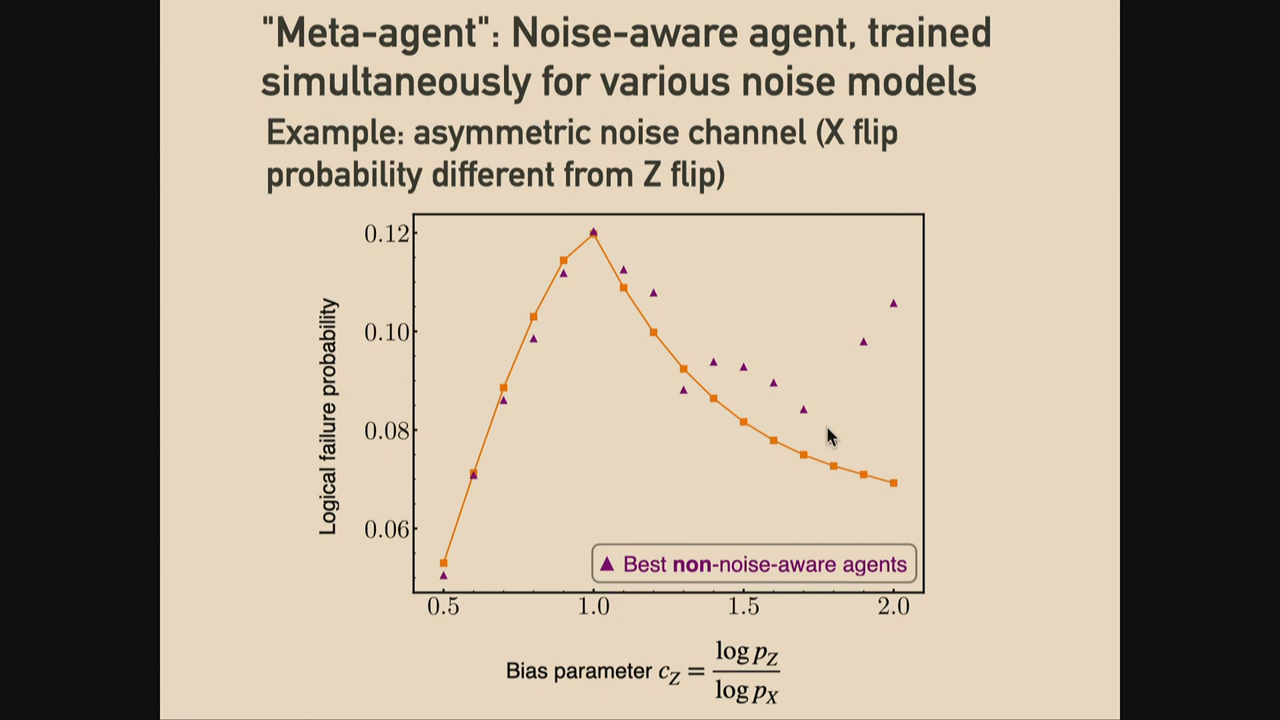 "Meta-agent": Noise-aware agent, trained
simultaneously for various noise models
Example: asymmetric noise channel (X flip
probability different from Z flip)
Logical failure probability
0.12
0.10
0.08
0.06
▲ Best non-noise-aware agents
0.5 1.0 1.5 2.0
Bias parameter c_Z = log p_Z / log p_X